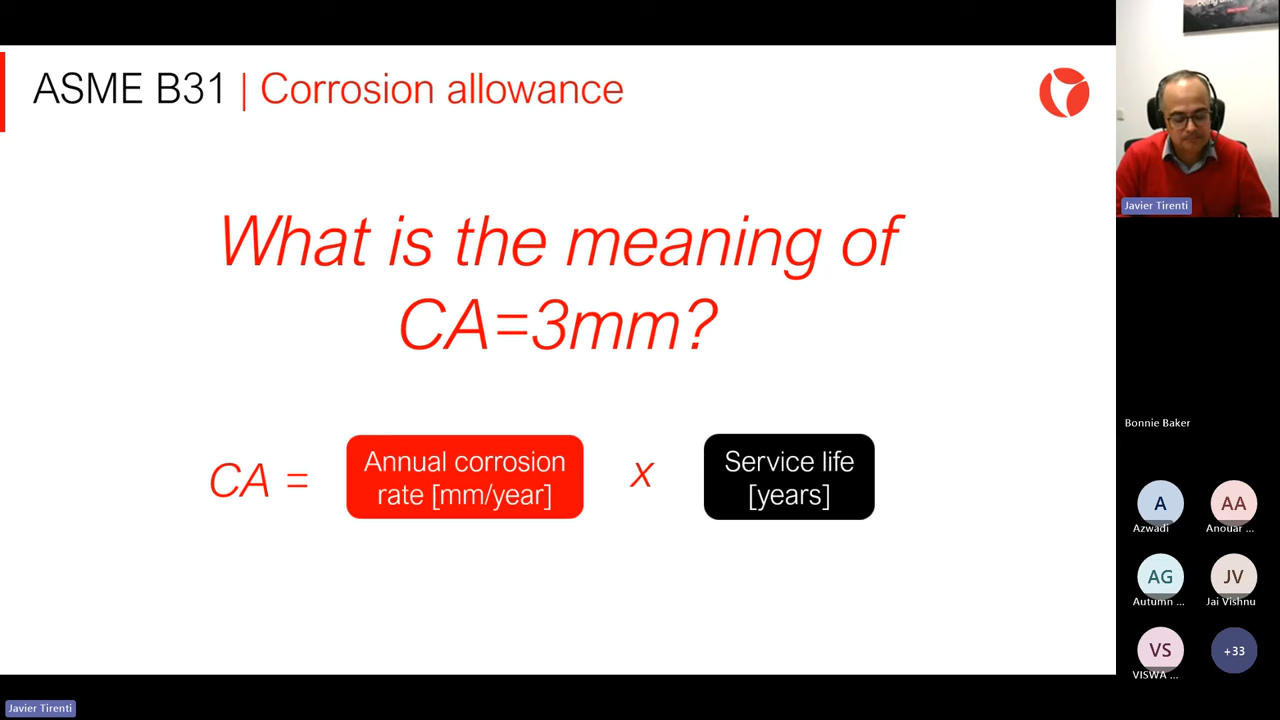 ASME B31 | Corrosion allowance
What is the meaning of
CA=3mm?
CA =
Annual corrosion
rate [mm/year]
x
Service life
[years]
Javier Tirenti
Bonnie Baker
A
AA
Azwadi
Anouar ...
AG
JV
Autumn ...
Jai Vishnu
VS
+33
VISWA ...
Javier Tirenti